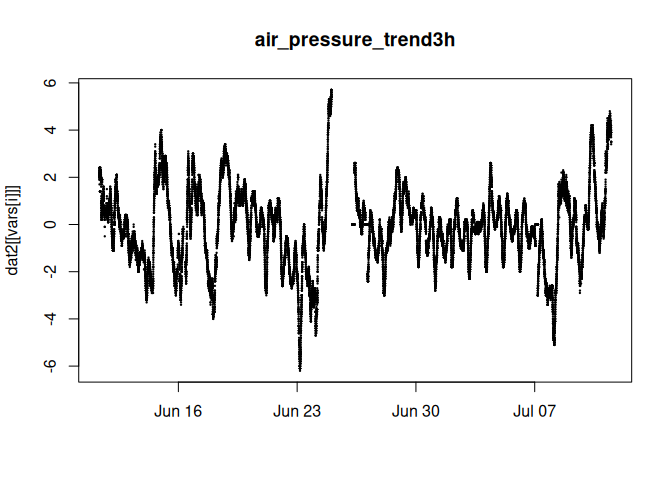 air_pressure_trend3h
dat2[[vars[i]]]
6
4
2
0
-2
-4
-6
Jun 16
Jun 23
Jun 30
Jul 07